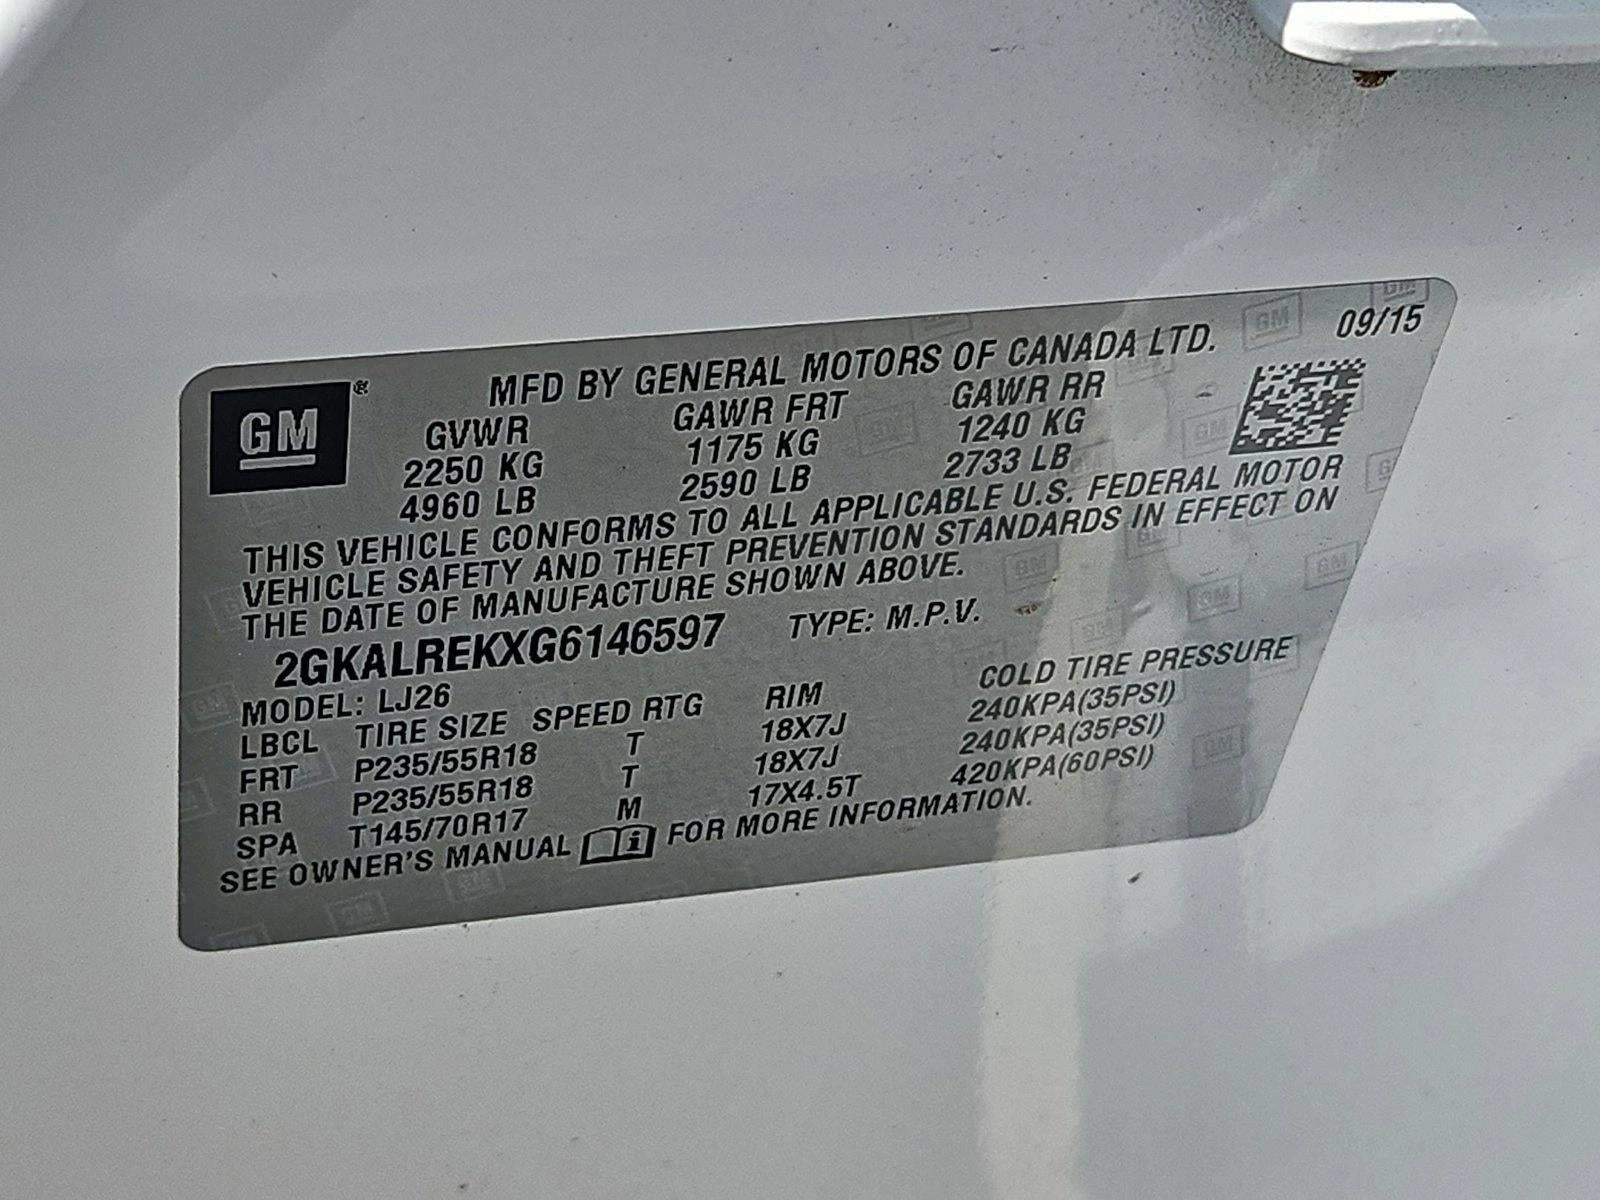 GM®
MFD BY GENERAL MOTORS OF CANADA LTD. 09/15
GVWR GAWR FRT GAWR RR
2250 KG 1175 KG 1240 KG
4960 LB 2590 LB 2733 LB
THIS VEHICLE CONFORMS TO ALL APPLICABLE U.S. FEDERAL MOTOR
VEHICLE SAFETY AND THEFT PREVENTION STANDARDS IN EFFECT ON
THE DATE OF MANUFACTURE SHOWN ABOVE.
2GKALREKXG6146597 TYPE: M.P.V.
MODEL: LJ26
LBCL TIRE SIZE SPEED RTG RIM COLD TIRE PRESSURE
FRT P235/55R18 T 18X7J 240KPA(35PSI)
RR P235/55R18 T 18X7J 240KPA(35PSI)
SPA T145/70R17 M 17X4.5T 420KPA(60PSI)
SEE OWNER'S MANUAL i FOR MORE INFORMATION.